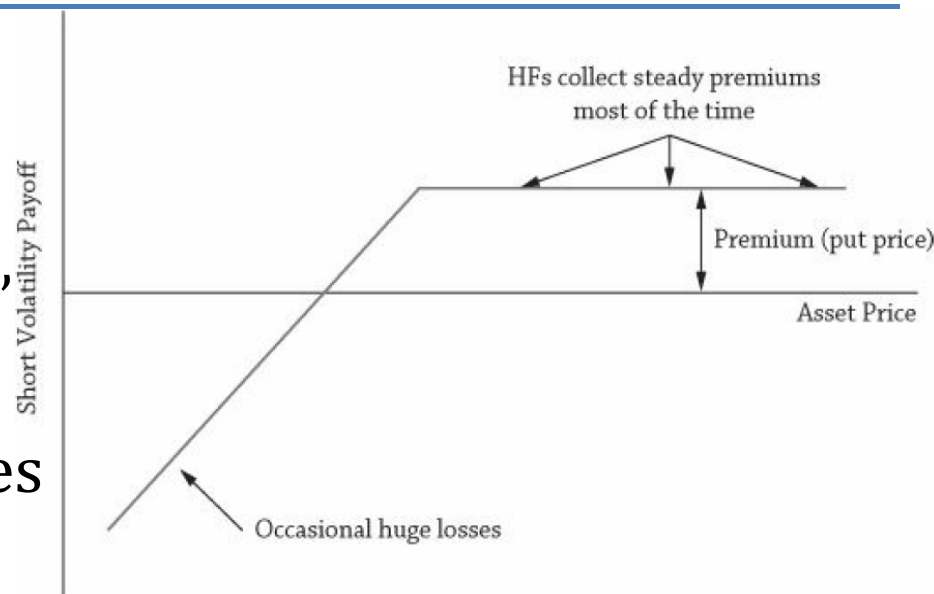 HFs collect steady premiums
most of the time
Short Volatility Payoff
,
Premium (put price)
Asset Price
es
Occasional huge losses